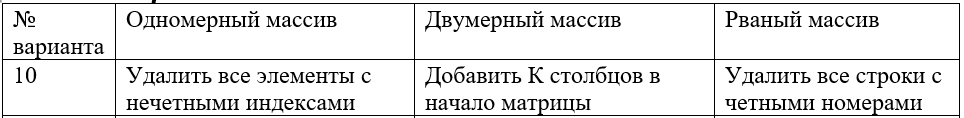 № варианта
Одномерный массив
Двумерный массив
Рваный массив
10
Удалить все элементы с
нечетными индексами
Добавить К столбцов в
начало матрицы
Удалить все строки с
четными номерами